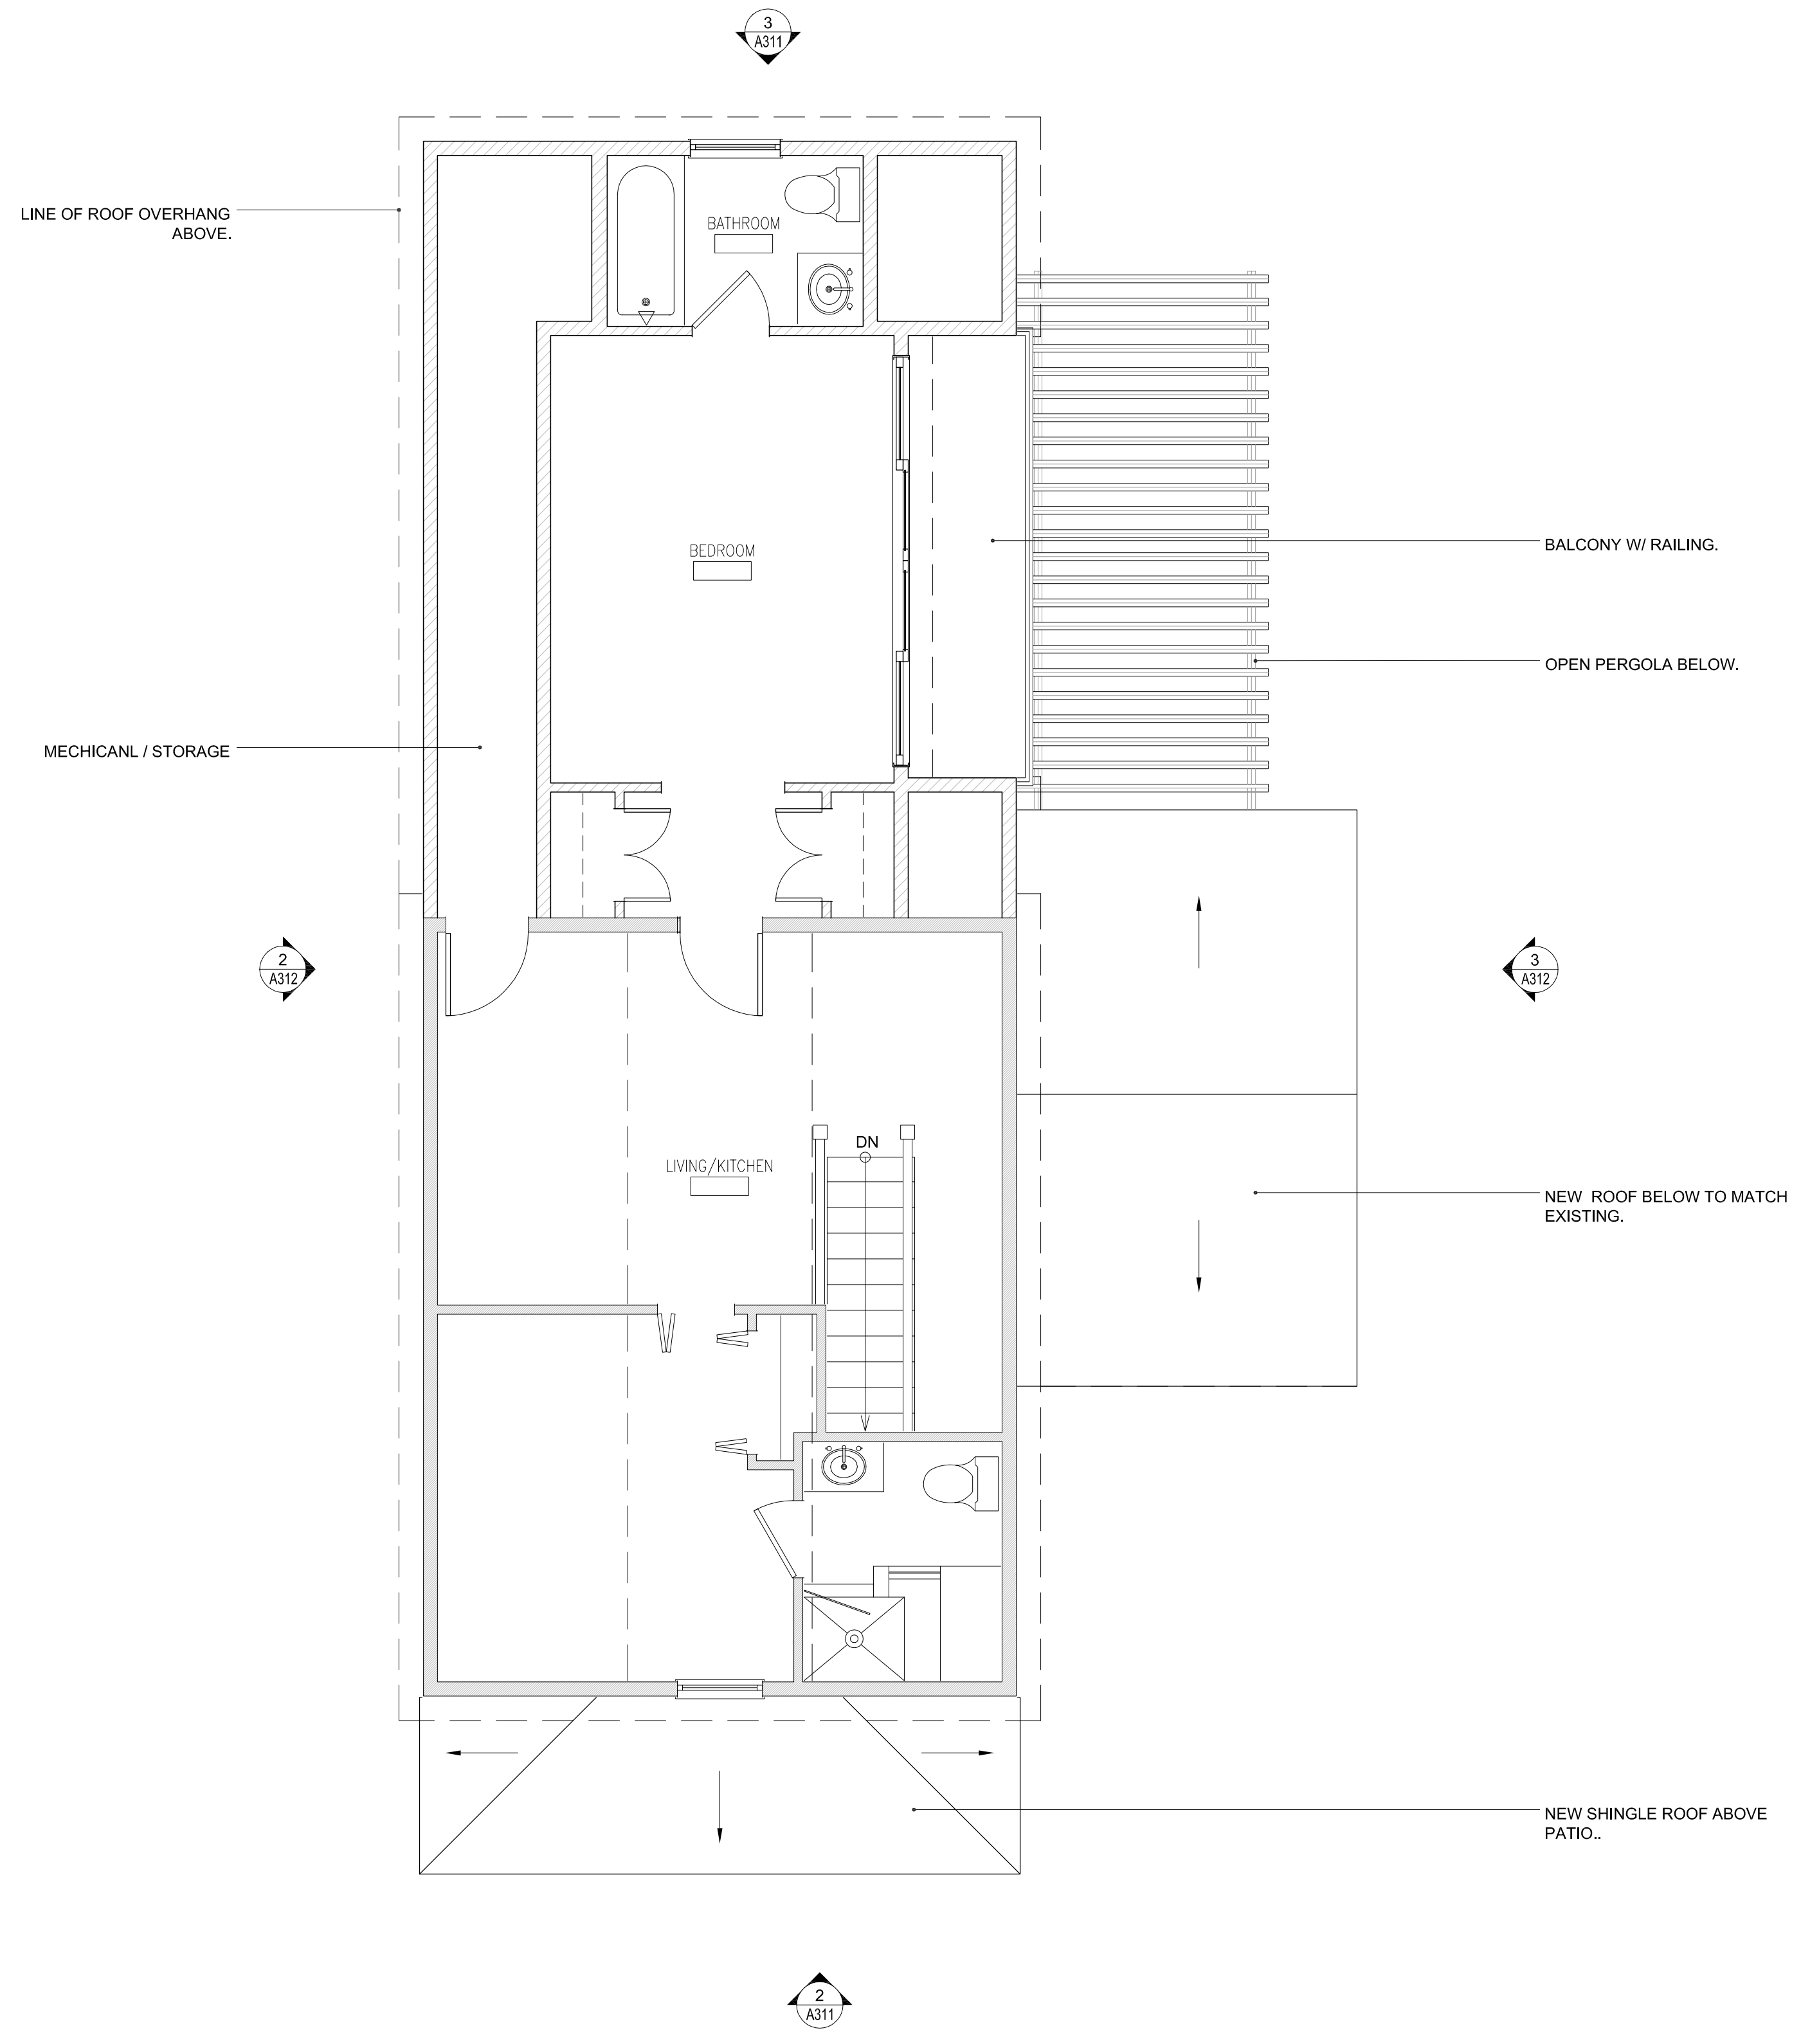 3
A311
LINE OF ROOF OVERHANG
ABOVE.
BATHROOM
BALCONY W/ RAILING.
BEDROOM
OPEN PERGOLA BELOW.
MECHICANL / STORAGE
2
A312
3
A312
DN
LIVING/KITCHEN
NEW ROOF BELOW TO MATCH
EXISTING.
NEW SHINGLE ROOF ABOVE
PATIO..
2
A311